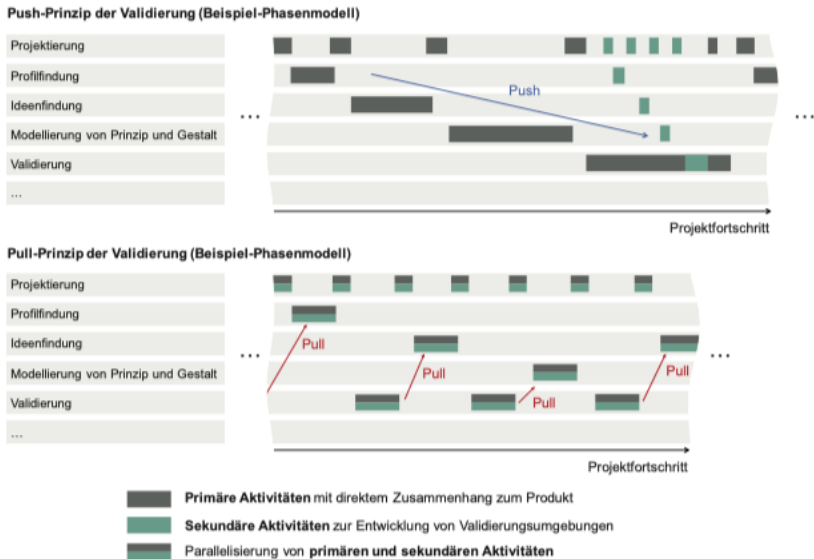 Push-Prinzip der Validierung (Beispiel-Phasenmodell)
Projektierung
Profilfindung
Ideenfindung
Modellierung von Prinzip und Gestalt
Validierung
...
...
Push
...
Projektfortschritt
Pull-Prinzip der Validierung (Beispiel-Phasenmodell)
Projektierung
Profilfindung
Ideenfindung
Modellierung von Prinzip und Gestalt
Validierung
...
...
Pull
Pull
Pull
Pull
...
Projektfortschritt
Primäre Aktivitäten mit direktem Zusammenhang zum Produkt
Sekundäre Aktivitäten zur Entwicklung von Validierungsumgebungen
Parallelisierung von primären und sekundären Aktivitäten